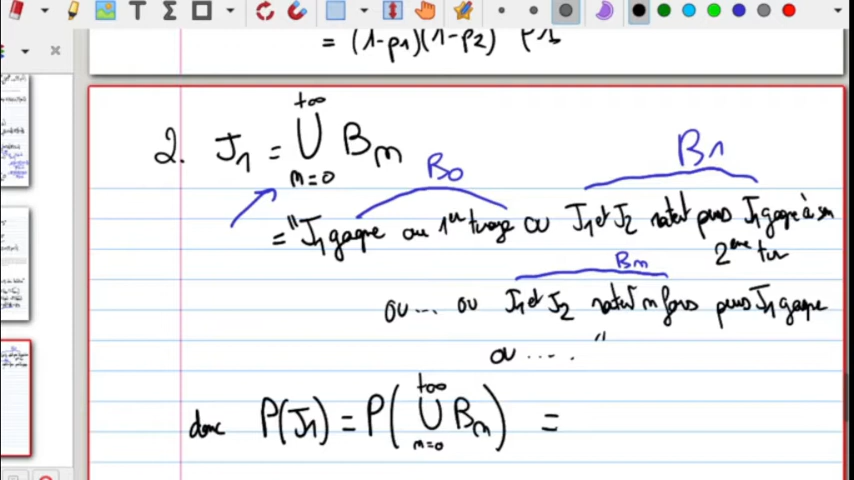 = (1-p1)(1-p2) p1
2. J1 = +∞ ⋃ n=0 Bn
B0 B1
= "J1 gagne au 1er tirage ou J1 et J2 ratent puis J1 gagne à son
2ème tir
Bn
ou ... ou J1 et J2 ratent n fois puis J1 gagne
ou .... "
donc P(J1) = P( +∞ ⋃ n=0 Bn ) =